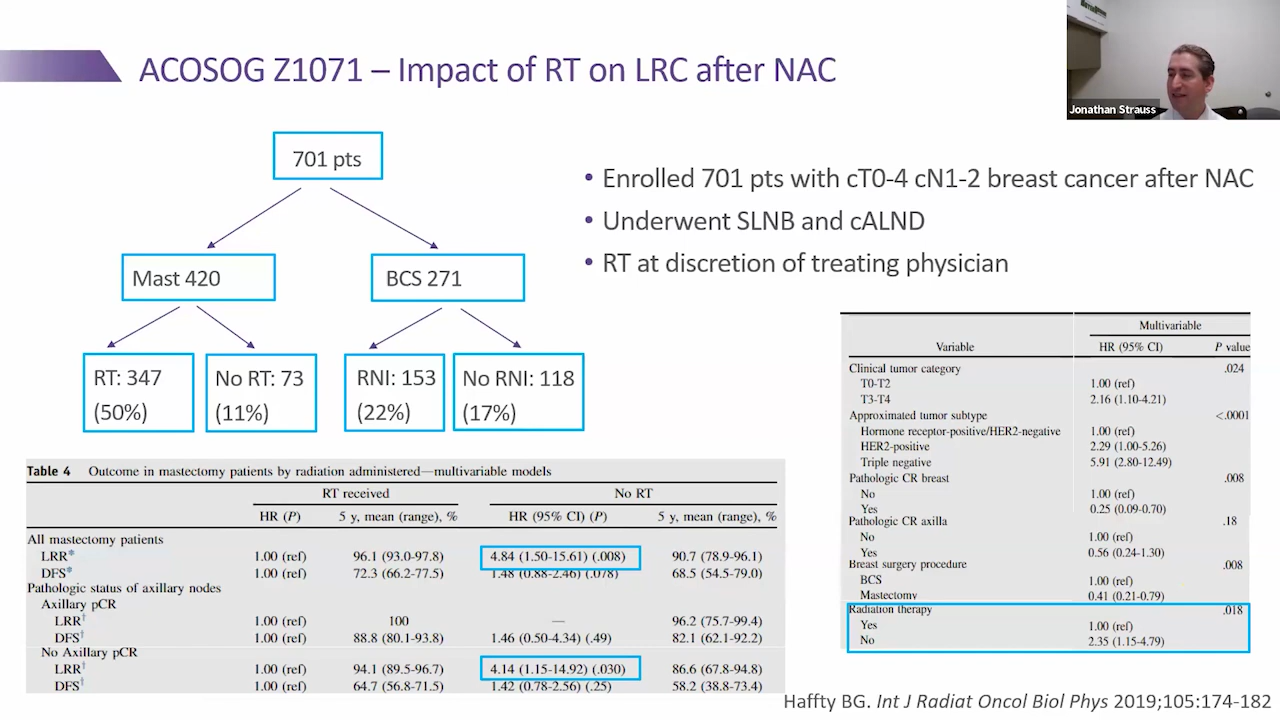 ACOSOG Z1071 – Impact of RT on LRC after NAC
Jonathan Strauss
701 pts
Mast 420
BCS 271
RT: 347
(50%)
No RT: 73
(11%)
RNI: 153
(22%)
No RNI: 118
(17%)
• Enrolled 701 pts with cT0-4 cN1-2 breast cancer after NAC
• Underwent SLNB and cALND
• RT at discretion of treating physician
Table 4 Outcome in mastectomy patients by radiation administered—multivariable models
RT received No RT
HR (P) 5 y, mean (range), % HR (95% CI) (P) 5 y, mean (range), %
All mastectomy patients
LRR* 1.00 (ref) 96.1 (93.0-97.8) 4.84 (1.50-15.61) (.008) 90.7 (78.9-96.1)
DFS* 1.00 (ref) 72.3 (66.2-77.5) 1.48 (0.88-2.46) (.078) 68.5 (54.5-79.0)
Pathologic status of axillary nodes
Axillary pCR
LRR† 1.00 (ref) 100 — 96.2 (75.7-99.4)
DFS† 1.00 (ref) 88.8 (80.1-93.8) 1.46 (0.50-4.34) (.49) 82.1 (62.1-92.2)
No Axillary pCR
LRR† 1.00 (ref) 94.1 (89.5-96.7) 4.14 (1.15-14.92) (.030) 86.6 (67.8-94.8)
DFS† 1.00 (ref) 64.7 (56.8-71.5) 1.42 (0.78-2.56) (.25) 58.2 (38.8-73.4)
Multivariable
Variable HR (95% CI) P value
Clinical tumor category .024
T0-T2 1.00 (ref)
T3-T4 2.16 (1.10-4.21)
Approximated tumor subtype <.0001
Hormone receptor-positive/HER2-negative 1.00 (ref)
HER2-positive 2.29 (1.00-5.26)
Triple negative 5.91 (2.80-12.49)
Pathologic CR breast .008
No 1.00 (ref)
Yes 0.25 (0.09-0.70)
Pathologic CR axilla .18
No 1.00 (ref)
Yes 0.56 (0.24-1.30)
Breast surgery procedure .008
BCS 1.00 (ref)
Mastectomy 0.41 (0.21-0.79)
Radiation therapy .018
Yes 1.00 (ref)
No 2.35 (1.15-4.79)
Haffty BG. Int J Radiat Oncol Biol Phys 2019;105:174-182